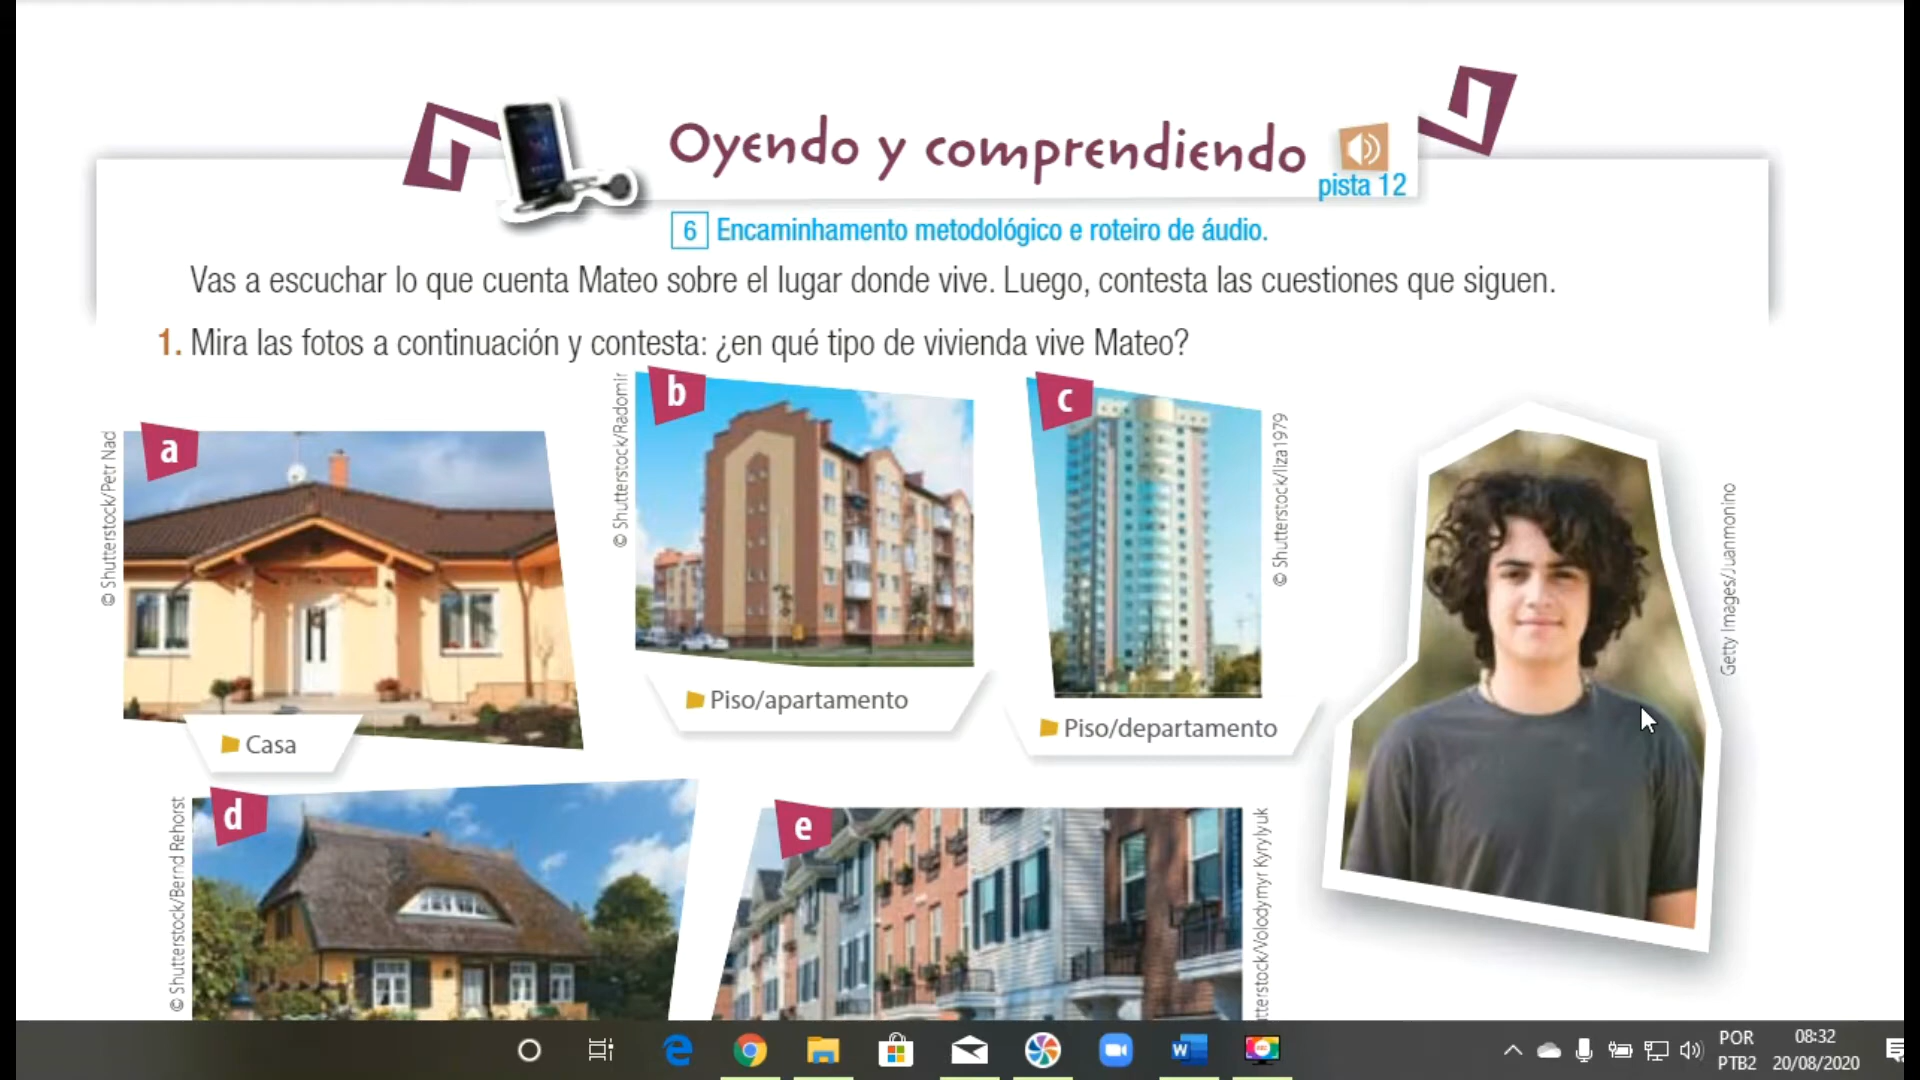 Oyendo y comprendiendo
pista 12
6 Encaminhamento metodológico e roteiro de áudio.
Vas a escuchar lo que cuenta Mateo sobre el lugar donde vive. Luego, contesta las cuestiones que siguen.
1. Mira las fotos a continuación y contesta: ¿en qué tipo de vivienda vive Mateo?
a
© Shutterstock/Petr Nad
Casa
b
© Shutterstock/Radomir
Piso/apartamento
c
© Shutterstock/liza1979
Piso/departamento
Getty Images/Juanmonino
d
© Shutterstock/Bernd Rehorst
e
tterstock/Volodymyr Kyrylyuk
POR
PTB2
08:32
20/08/2020